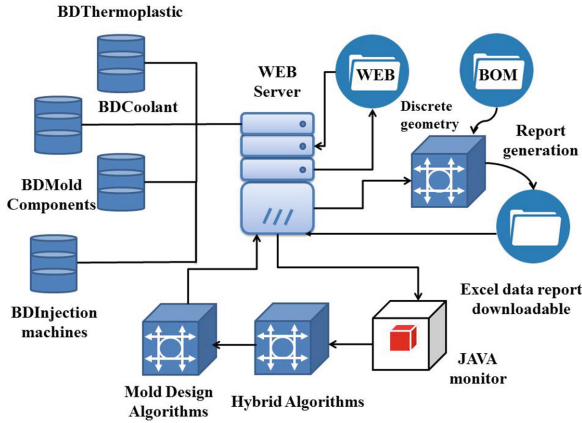 BDThermoplastic
BDCoolant
BDMold
Components
BDInjection
machines
WEB
Server
WEB
BOM
Discrete
geometry
Report
generation
Excel data report
downloadable
JAVA
monitor
Hybrid Algorithms
Mold Design
Algorithms